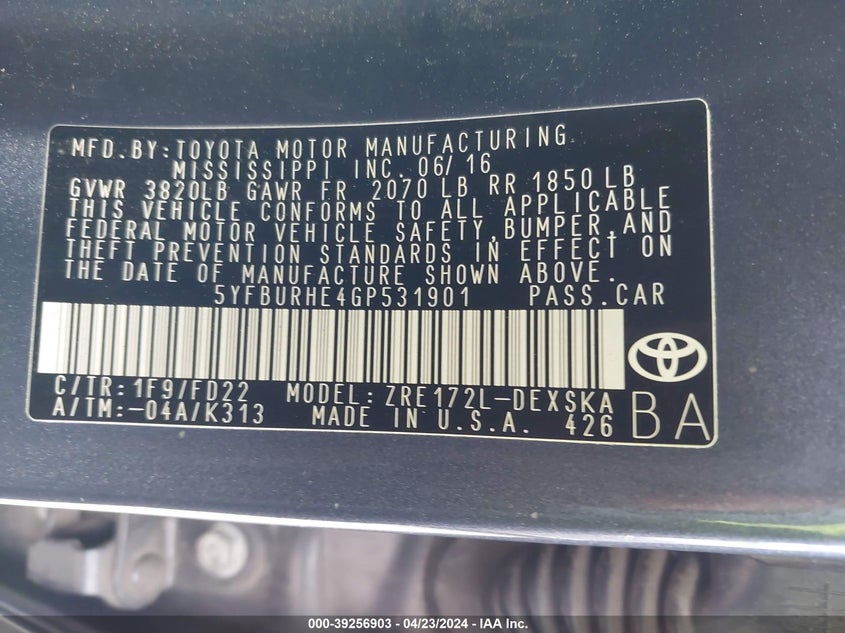 MFD.BY:TOYOTA MOTOR MANUFACTURING
MISSISSIPPI INC. 06/16
GVWR 3820LB GAWR FR 2070 LB RR 1850 LB
THIS VEHICLE CONFORMS TO ALL APPLICABLE
FEDERAL MOTOR VEHICLE SAFETY,BUMPER,AND
THEFT PREVENTION STANDARDS IN EFFECT ON
THE DATE OF MANUFACTURE SHOWN ABOVE.
5YFBURHE4GP531901 PASS.CAR
C/TR:1F9/FD22 MODEL:ZRE172L-DEXSKA
A/TM:-04A/K313 MADE IN U.S.A. 426 BA
000-39256903 - 04/23/2024 - IAA Inc.